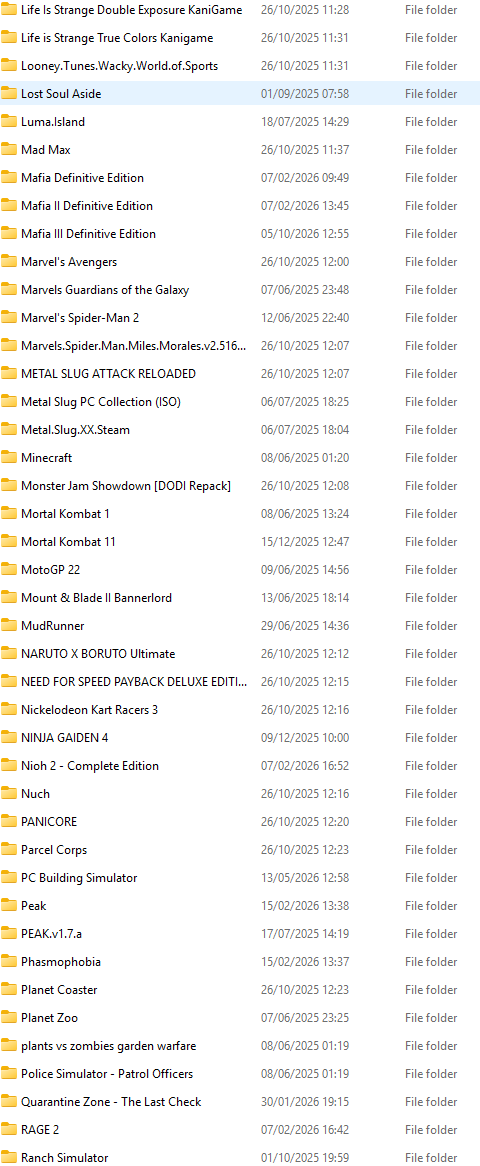 Life Is Strange Double Exposure KaniGame 26/10/2025 11:28 File folder
Life is Strange True Colors Kanigame 26/10/2025 11:31 File folder
Looney.Tunes.Wacky.World.of.Sports 26/10/2025 11:31 File folder
Lost Soul Aside 01/09/2025 07:58 File folder
Luma.Island 18/07/2025 14:29 File folder
Mad Max 26/10/2025 11:37 File folder
Mafia Definitive Edition 07/02/2026 09:49 File folder
Mafia II Definitive Edition 07/02/2026 13:45 File folder
Mafia III Definitive Edition 05/10/2026 12:55 File folder
Marvel's Avengers 26/10/2025 12:00 File folder
Marvels Guardians of the Galaxy 07/06/2025 23:48 File folder
Marvel's Spider-Man 2 12/06/2025 22:40 File folder
Marvels.Spider.Man.Miles.Morales.v2.516... 26/10/2025 12:07 File folder
METAL SLUG ATTACK RELOADED 26/10/2025 12:07 File folder
Metal Slug PC Collection (ISO) 06/07/2025 18:25 File folder
Metal.Slug.XX.Steam 06/07/2025 18:04 File folder
Minecraft 08/06/2025 01:20 File folder
Monster Jam Showdown [DODI Repack] 26/10/2025 12:08 File folder
Mortal Kombat 1 08/06/2025 13:24 File folder
Mortal Kombat 11 15/12/2025 12:47 File folder
MotoGP 22 09/06/2025 14:56 File folder
Mount & Blade II Bannerlord 13/06/2025 18:14 File folder
MudRunner 29/06/2025 14:36 File folder
NARUTO X BORUTO Ultimate 26/10/2025 12:12 File folder
NEED FOR SPEED PAYBACK DELUXE EDITI... 26/10/2025 12:15 File folder
Nickelodeon Kart Racers 3 26/10/2025 12:16 File folder
NINJA GAIDEN 4 09/12/2025 10:00 File folder
Nioh 2 - Complete Edition 07/02/2026 16:52 File folder
Nuch 26/10/2025 12:16 File folder
PANICORE 26/10/2025 12:20 File folder
Parcel Corps 26/10/2025 12:23 File folder
PC Building Simulator 13/05/2026 12:58 File folder
Peak 15/02/2026 13:38 File folder
PEAK.v1.7.a 17/07/2025 14:19 File folder
Phasmophobia 15/02/2026 13:37 File folder
Planet Coaster 26/10/2025 12:23 File folder
Planet Zoo 07/06/2025 23:25 File folder
plants vs zombies garden warfare 08/06/2025 01:19 File folder
Police Simulator - Patrol Officers 08/06/2025 01:19 File folder
Quarantine Zone - The Last Check 30/01/2026 19:15 File folder
RAGE 2 07/02/2026 16:42 File folder
Ranch Simulator 01/10/2025 19:59 File folder